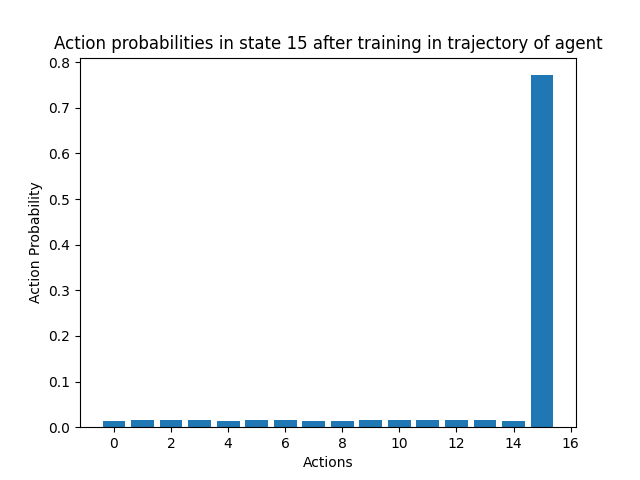 Action probabilities in state 15 after training in trajectory of agent
0.8
0.7
0.6
0.5
0.4
0.3
0.2
0.1
0.0
Action Probability
0 2 4 6 8 10 12 14 16
Actions